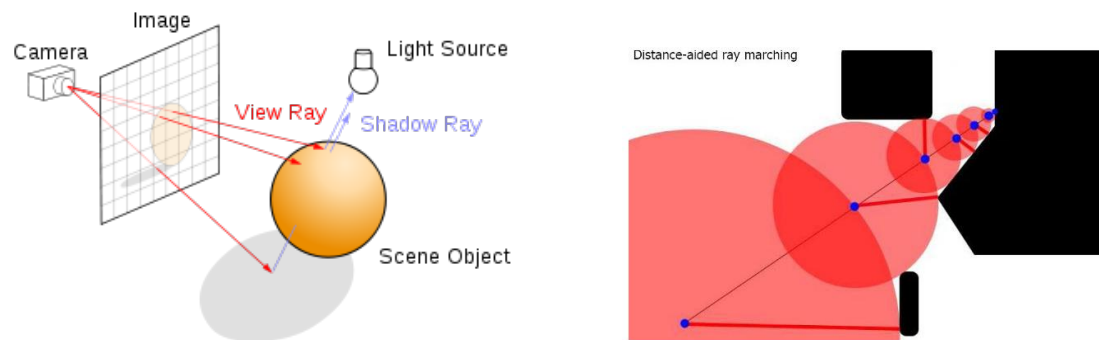 Image
Camera
Light Source
View Ray
Shadow Ray
Scene Object
Distance-aided ray marching